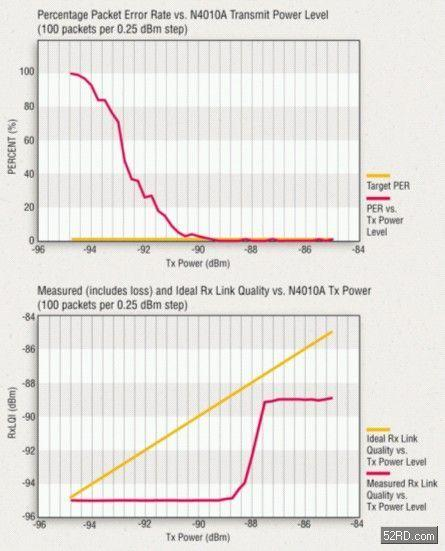 Percentage Packet Error Rate vs. N4010A Transmit Power Level
(100 packets per 0.25 dBm step)
100
80
60
40
20
0
PERCENT (%)
-96
-94
-92
-90
-88
-86
-84
Tx Power (dBm)
Target PER
PER vs.
Tx Power
Level
Measured (includes loss) and Ideal Rx Link Quality vs. N4010A Tx Power
(100 packets per 0.25 dBm step)
-84
-86
-88
-90
-92
-94
-96
RxLQI (dBm)
-96
-94
-92
-90
-88
-86
-84
Tx Power (dBm)
Ideal Rx Link
Quality vs.
Tx Power Level
Measured Rx Link
Quality vs.
Tx Power Level
52RD.com